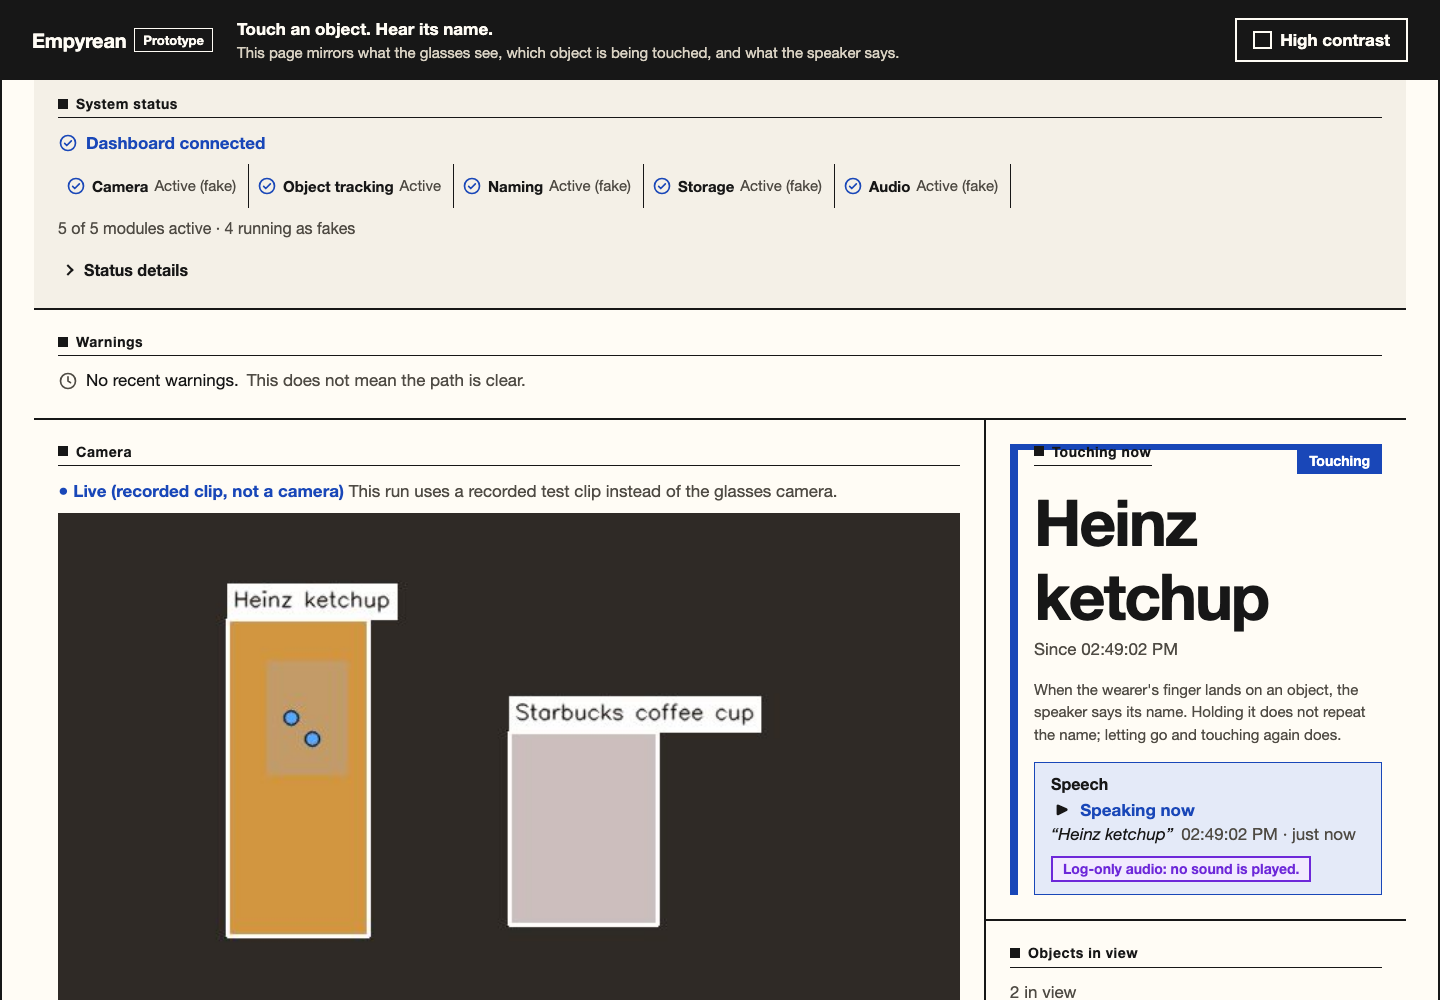 Empyrean
Prototype
Touch an object. Hear its name.
This page mirrors what the glasses see, which object is being touched, and what the speaker says.
High contrast
System status
Dashboard connected
Camera Active (fake)
Object tracking Active
Naming Active (fake)
Storage Active (fake)
Audio Active (fake)
5 of 5 modules active · 4 running as fakes
Status details
Warnings
No recent warnings. This does not mean the path is clear.
Camera
Live (recorded clip, not a camera) This run uses a recorded test clip instead of the glasses camera.
Heinz ketchup
Starbucks coffee cup
Touching now
Touching
Heinz
ketchup
Since 02:49:02 PM
When the wearer's finger lands on an object, the
speaker says its name. Holding it does not repeat
the name; letting go and touching again does.
Speech
Speaking now
“Heinz ketchup” 02:49:02 PM · just now
Log-only audio: no sound is played.
Objects in view
2 in view